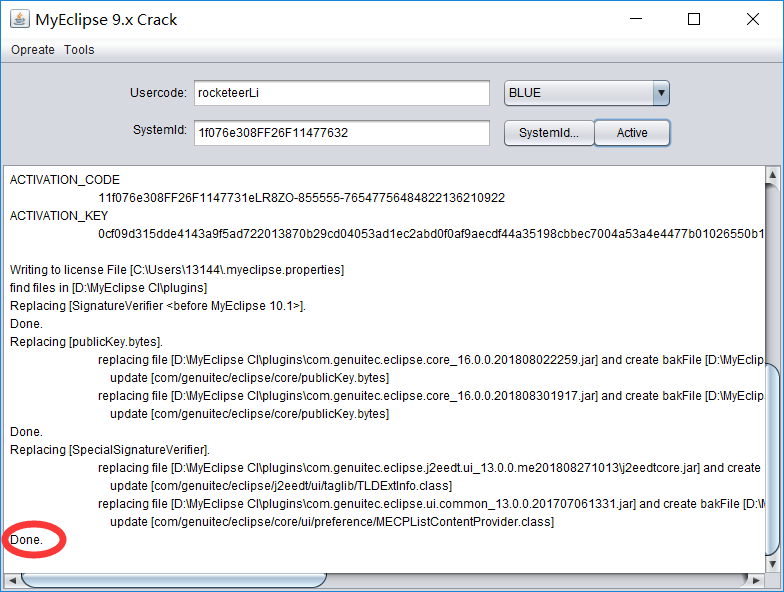 MyEclipse 9.x Crack
Opreate Tools
Usercode: rocketeerLi BLUE
SystemId: 1f076e308FF26F11477632 SystemId... Active
ACTIVATION_CODE
11f076e308FF26F1147731eLR8ZO-855555-76547756484822136210922
ACTIVATION_KEY
0cf09d315dde4143a9f5ad722013870b29cd04053ad1ec2abd0f0af9aecdf44a35198cbbec7004a53a4e4477b01026550b1
Writing to license File [C:\Users\13144\.myeclipse.properties]
find files in [D:\MyEclipse CI\plugins]
Replacing [SignatureVerifier <before MyEclipse 10.1>].
Done.
Replacing [publicKey.bytes].
replacing file [D:\MyEclipse CI\plugins\com.genuitec.eclipse.core_16.0.0.201808022259.jar] and create bakFile [D:\MyEclip
update [com/genuitec/eclipse/core/publicKey.bytes]
replacing file [D:\MyEclipse CI\plugins\com.genuitec.eclipse.core_16.0.0.201808301917.jar] and create bakFile [D:\MyEclip
update [com/genuitec/eclipse/core/publicKey.bytes]
Done.
Replacing [SpecialSignatureVerifier].
replacing file [D:\MyEclipse CI\plugins\com.genuitec.eclipse.j2eedt.ui_13.0.0.me201808271013\j2eedtcore.jar] and create
update [com/genuitec/eclipse/j2eedt/ui/taglib/TLDExtInfo.class]
replacing file [D:\MyEclipse CI\plugins\com.genuitec.eclipse.ui.common_13.0.0.201707061331.jar] and create bakFile [D:\M
update [com/genuitec/eclipse/core/ui/preference/MECPListContentProvider.class]
Done.